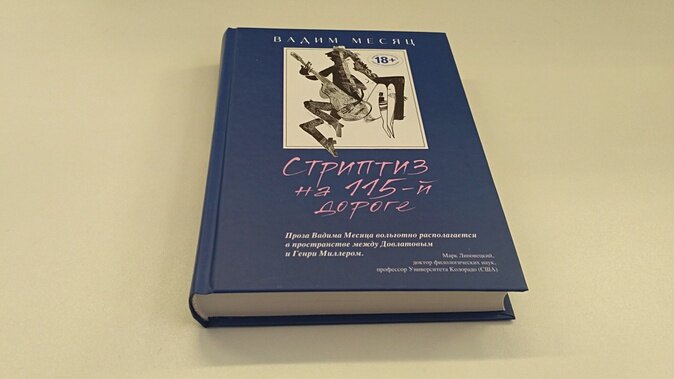 ВАДИМ МЕСЯЦ
18+
Стриптиз
на 115-й
дороге
Проза Вадима Месяца вольготно располагается
в пространстве между Довлатовым
и Генри Миллером.
Марк Липовецкий,
доктор филологических наук,
профессор Университета Колорадо (США)